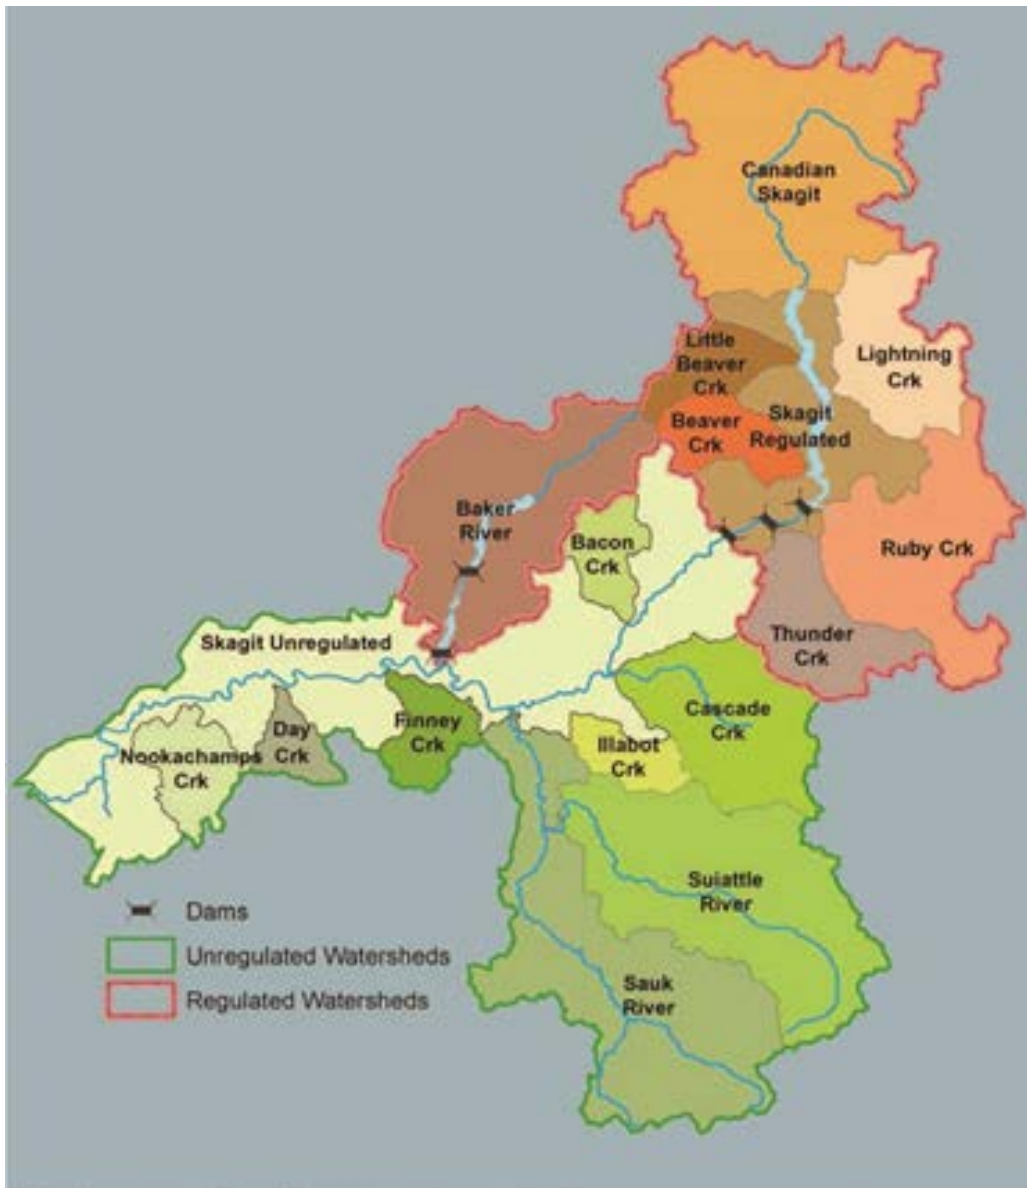 Canadian
Skagit
Little
Beaver
Crk
Lightning
Crk
Beaver
Crk
Skagit
Regulated
Baker
River
Bacon
Crk
Ruby Crk
Skagit Unregulated
Thunder
Crk
Nookachamps
Crk
Day
Crk
Finney
Crk
Illabot
Crk
Cascade
Crk
Suiattle
River
Sauk
River
Dams
Unregulated Watersheds
Regulated Watersheds